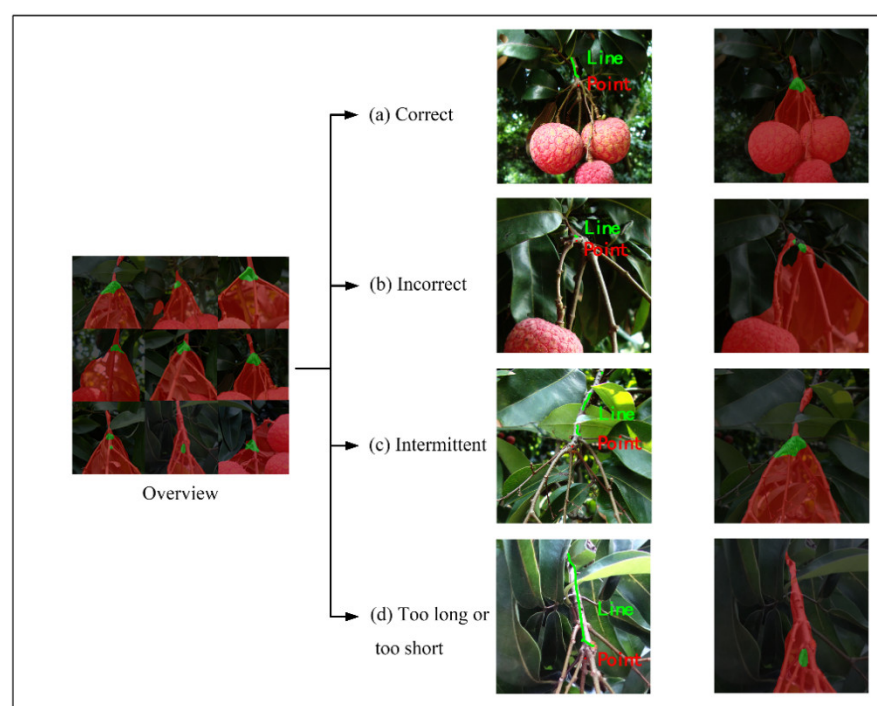 Line
Point
(a) Correct
Line
Point
(b) Incorrect
Overview
Line
Point
(c) Intermittent
Line
Point
(d) Too long or
too short